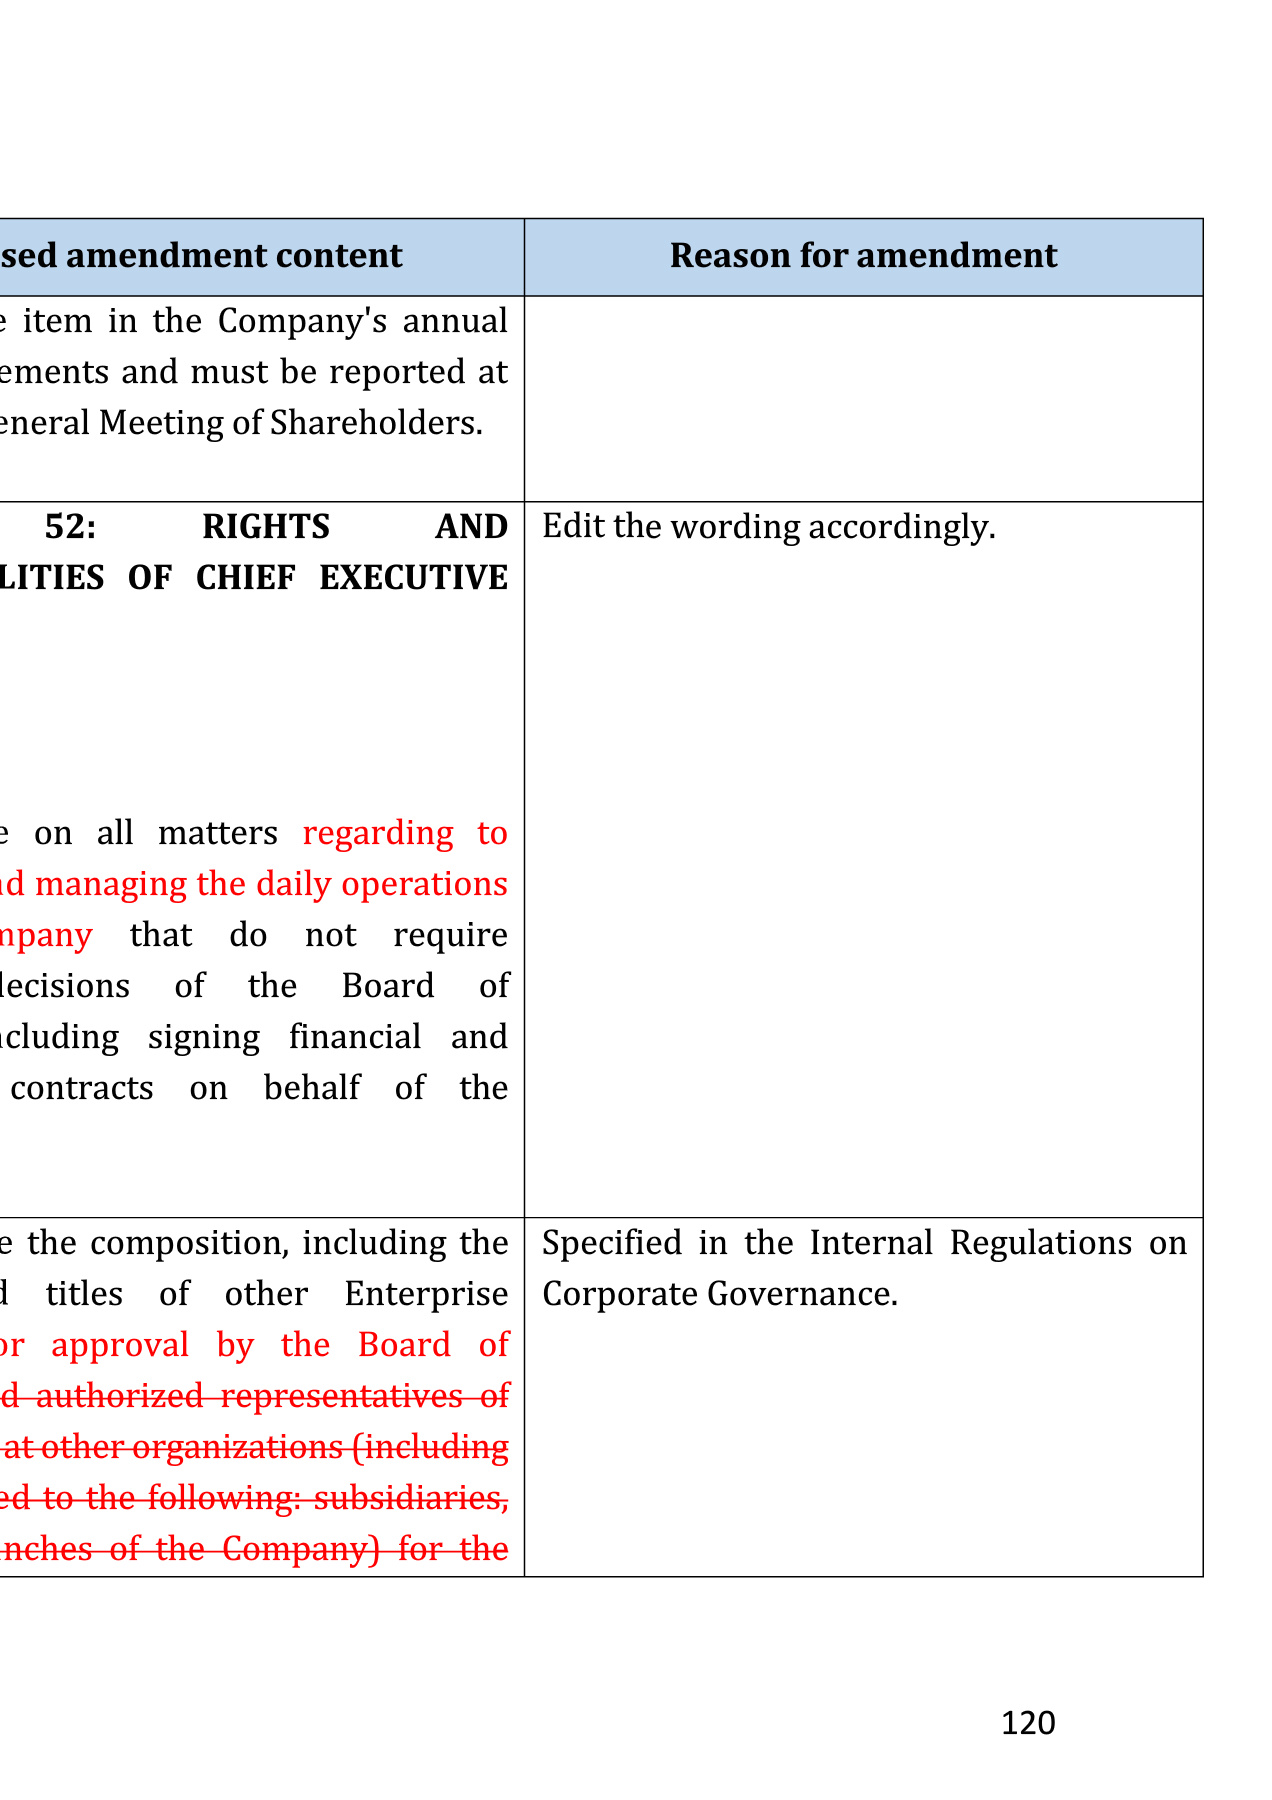 sed amendment content Reason for amendment
e item in the Company's annual
ements and must be reported at
eneral Meeting of Shareholders.
52: RIGHTS AND Edit the wording accordingly.
LITIES OF CHIEF EXECUTIVE
e on all matters regarding to
nd managing the daily operations
mpany that do not require
decisions of the Board of
ncluding signing financial and
contracts on behalf of the
e the composition, including the Specified in the Internal Regulations on
d titles of other Enterprise Corporate Governance.
or approval by the Board of
d authorized representatives of
at other organizations (including
ed to the following: subsidiaries,
nches of the Company) for the
120